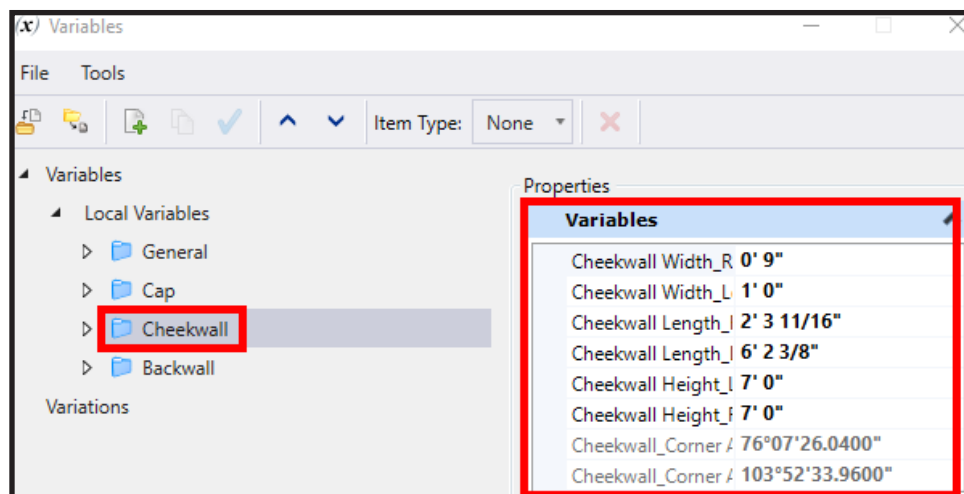 (x) Variables
File Tools
Item Type: None
Variables
Local Variables
General
Cap
Cheekwall
Backwall
Variations
Properties
Variables
Cheekwall Width_R 0' 9"
Cheekwall Width_L 1' 0"
Cheekwall Length_ 2' 3 11/16"
Cheekwall Length_ 6' 2 3/8"
Cheekwall Height_L 7' 0"
Cheekwall Height_F 7' 0"
Cheekwall_Corner 76°07'26.0400"
Cheekwall_Corner 103°52'33.9600"